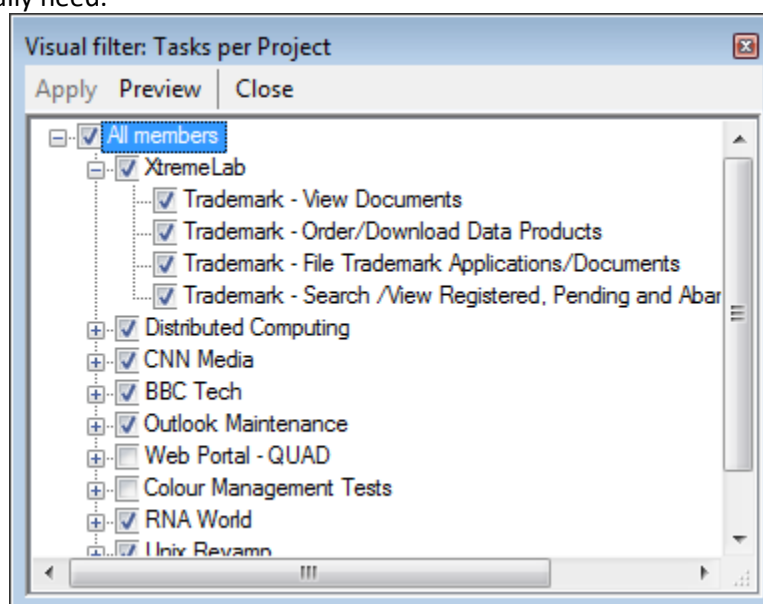 ally need.
Visual filter: Tasks per Project
Apply Preview Close
All members
XtremeLab
Trademark - View Documents
Trademark - Order/Download Data Products
Trademark - File Trademark Applications/Documents
Trademark - Search /View Registered, Pending and Abar
Distributed Computing
CNN Media
BBC Tech
Outlook Maintenance
Web Portal - QUAD
Colour Management Tests
RNA World
Unix Revamp